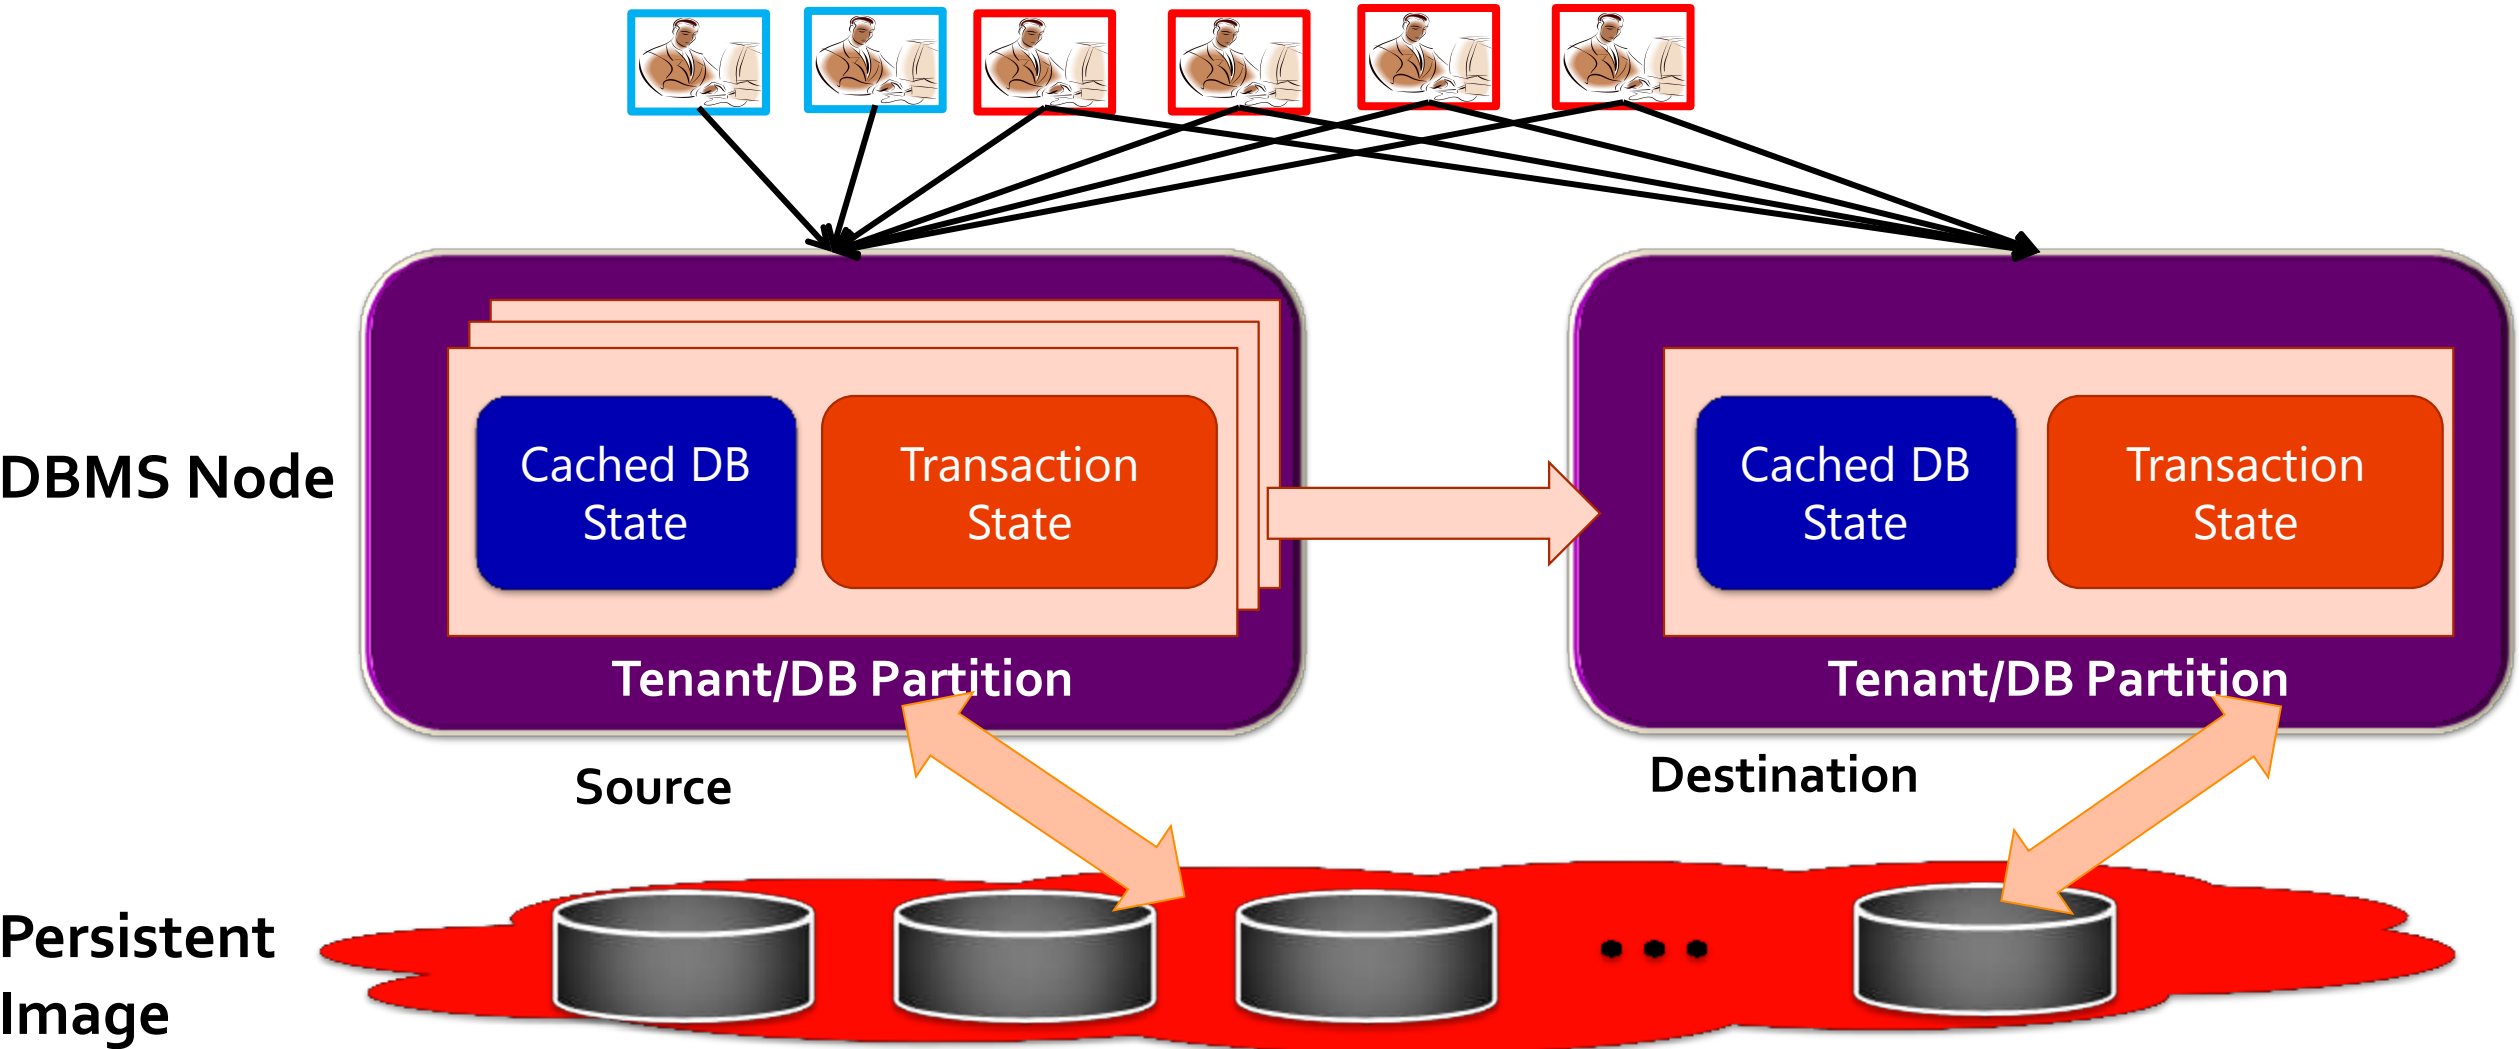 DBMS Node
Cached DB
State
Transaction
State
Tenant/DB Partition
Source
Cached DB
State
Transaction
State
Tenant/DB Partition
Destination
Persistent
Image